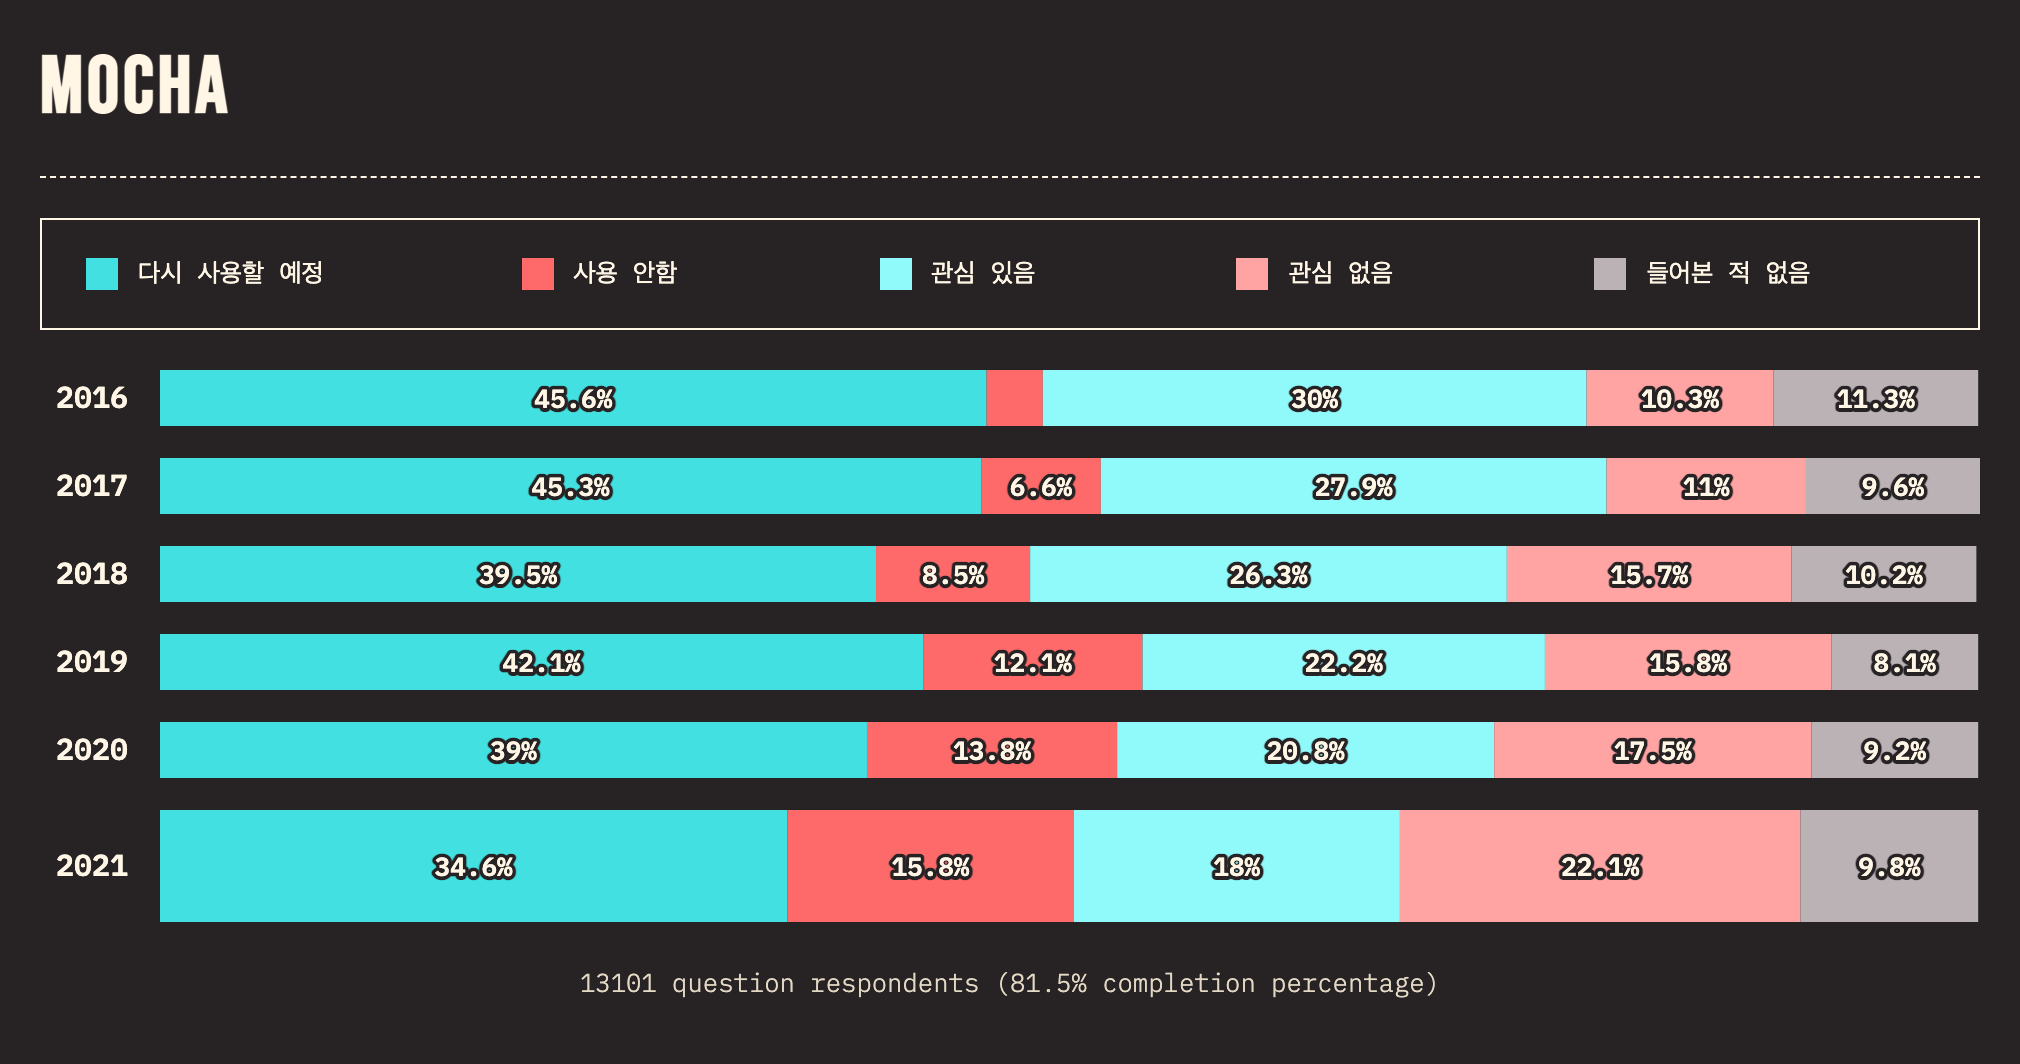 MOCHA
다시 사용할 예정 사용 안함 관심 있음 관심 없음 들어본 적 없음
2016 45.6% 30% 10.3% 11.3%
2017 45.3% 6.6% 27.9% 11% 9.6%
2018 39.5% 8.5% 26.3% 15.7% 10.2%
2019 42.1% 12.1% 22.2% 15.8% 8.1%
2020 39% 13.8% 20.8% 17.5% 9.2%
2021 34.6% 15.8% 18% 22.1% 9.8%
13101 question respondents (81.5% completion percentage)